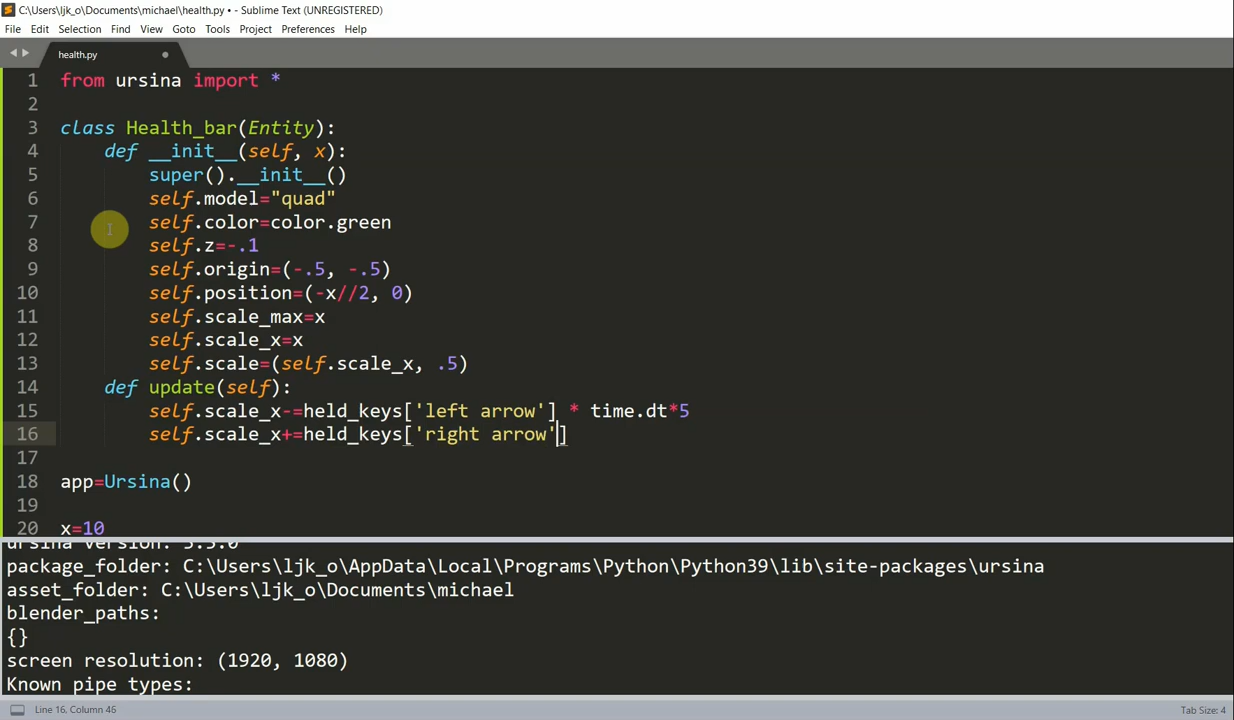 C:\Users\ljk_o\Documents\michael\health.py • - Sublime Text (UNREGISTERED)
File Edit Selection Find View Goto Tools Project Preferences Help
health.py
1 from ursina import *
2
3 class Health_bar(Entity):
4     def __init__(self, x):
5         super().__init__()
6         self.model="quad"
7         self.color=color.green
8         self.z=-.1
9         self.origin=(-.5, -.5)
10         self.position=(-x//2, 0)
11         self.scale_max=x
12         self.scale_x=x
13         self.scale=(self.scale_x, .5)
14     def update(self):
15         self.scale_x-=held_keys['left arrow'] * time.dt*5
16         self.scale_x+=held_keys['right arrow']
17
18 app=Ursina()
19
20 x=10
ursina version: 3.3.0
package_folder: C:\Users\ljk_o\AppData\Local\Programs\Python\Python39\lib\site-packages\ursina
asset_folder: C:\Users\ljk_o\Documents\michael
blender_paths:
{}
screen resolution: (1920, 1080)
Known pipe types:
Line 16, Column 46 Tab Size: 4